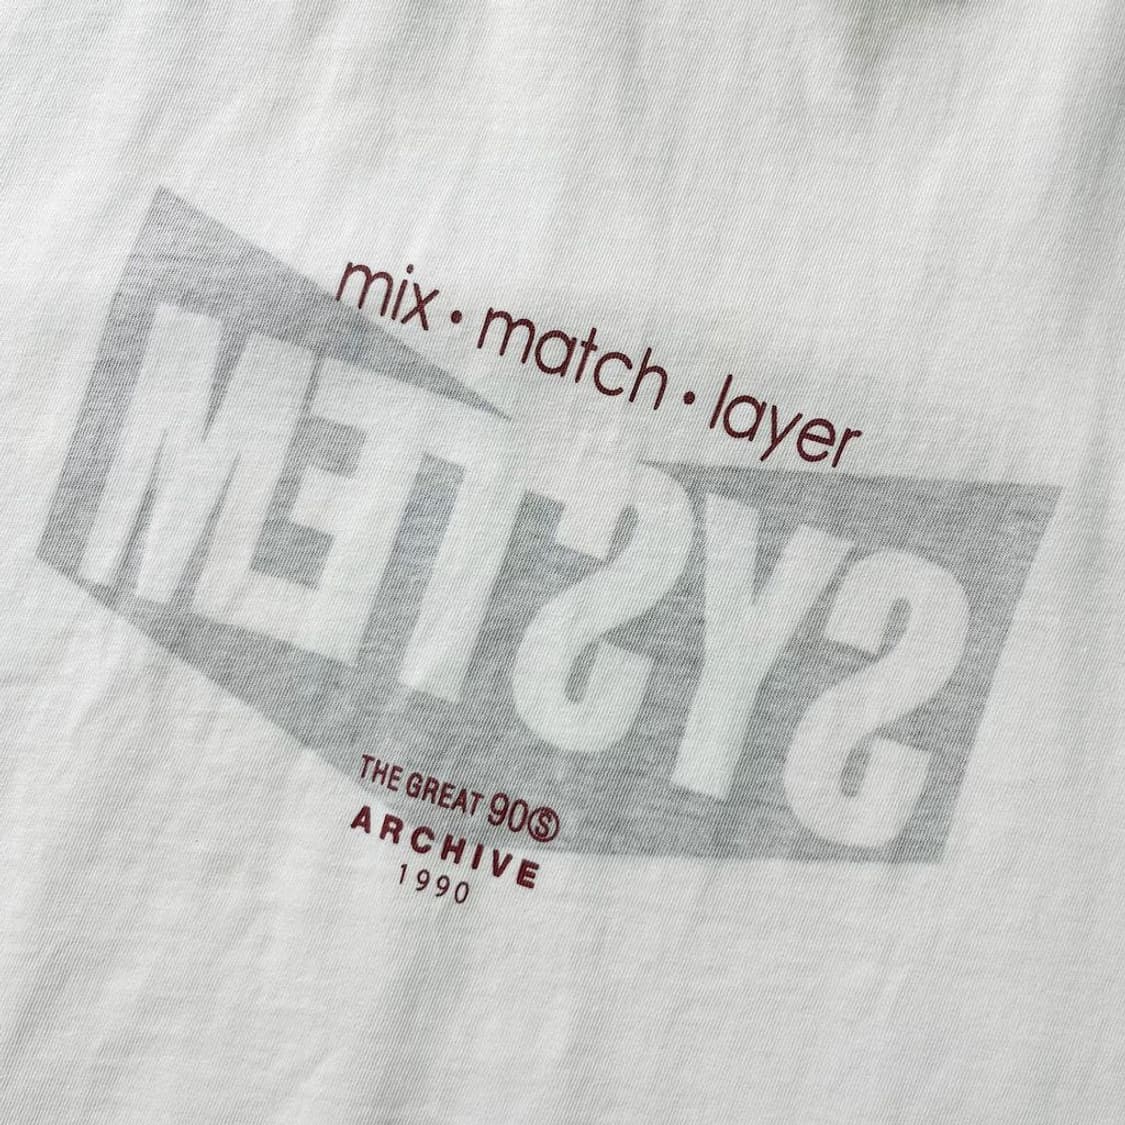 mix • match • layer
SYSTEM
THE GREAT 90Ⓢ
ARCHIVE
1990